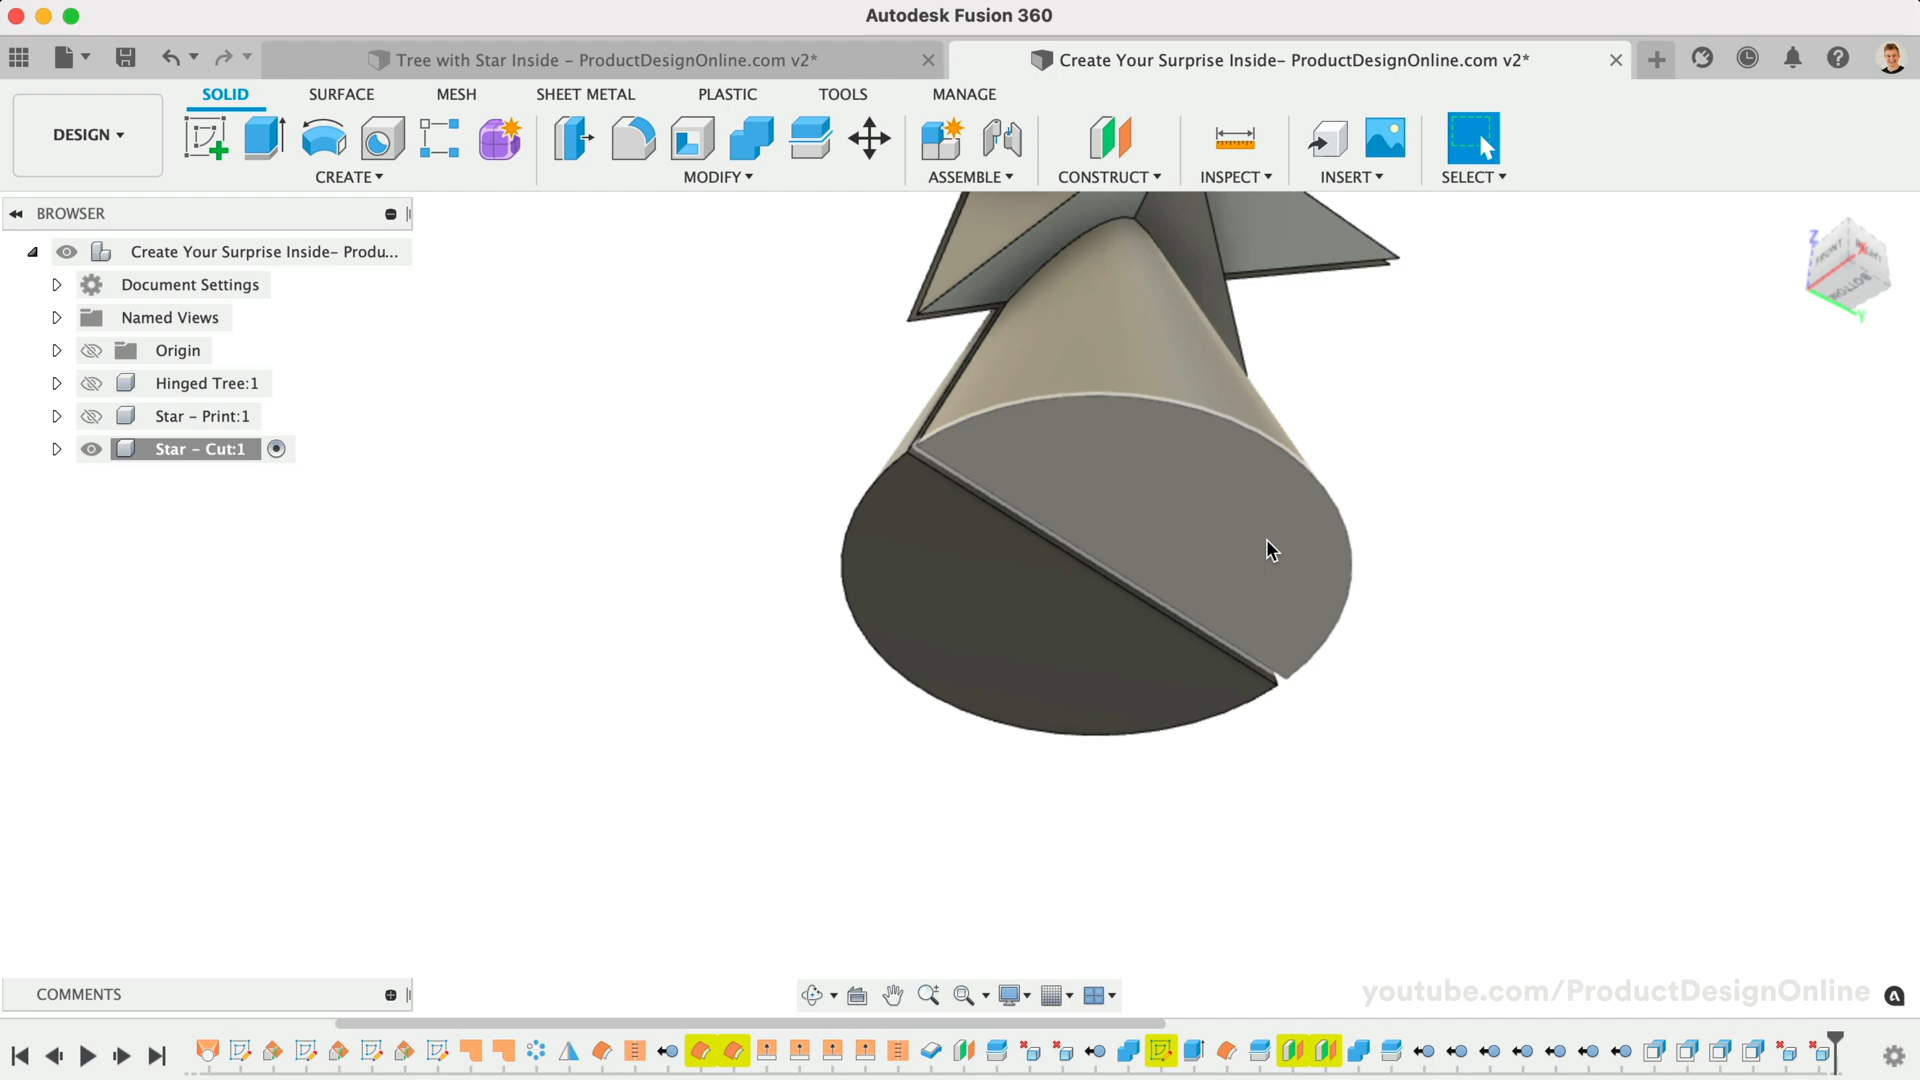 Autodesk Fusion 360
Tree with Star Inside – ProductDesignOnline.com v2*
Create Your Surprise Inside– ProductDesignOnline.com v2*
DESIGN
SOLID SURFACE MESH SHEET METAL PLASTIC TOOLS MANAGE
CREATE MODIFY ASSEMBLE CONSTRUCT INSPECT INSERT SELECT
BROWSER
Create Your Surprise Inside– Produ...
Document Settings
Named Views
Origin
Hinged Tree:1
Star – Print:1
Star – Cut:1
Z
FRONT
RIGHT
BOTTOM
Y
COMMENTS
youtube.com/ProductDesignOnline